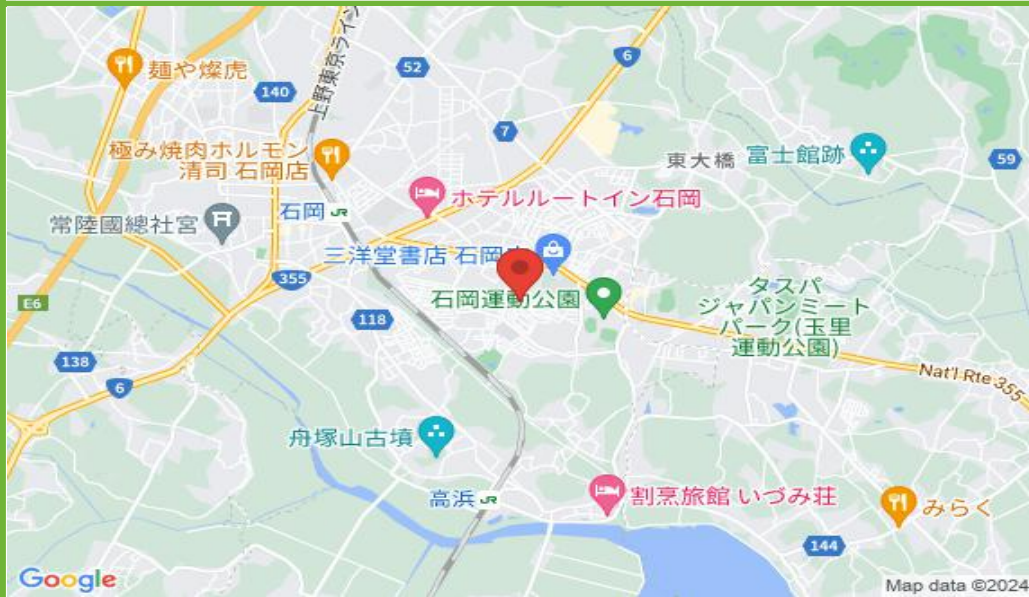 6
上野東京ライン
52
麺や燦虎
140
7
極み焼肉ホルモン
清司 石岡店
東大橋
富士館跡
59
ホテルルートイン石岡
石岡 JR
常陸國總社宮
三洋堂書店 石岡
355
石岡運動公園
タスパ
ジャパンミート
パーク(玉里
運動公園)
E6
118
138
6
Nat'l Rte 355
舟塚山古墳
高浜 JR
割烹旅館 いづみ荘
みらく
144
Google
Map data ©2024